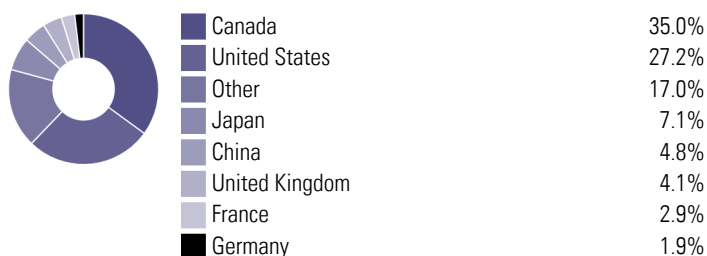 Canada 35.0%
United States 27.2%
Other 17.0%
Japan 7.1%
China 4.8%
United Kingdom 4.1%
France 2.9%
Germany 1.9%